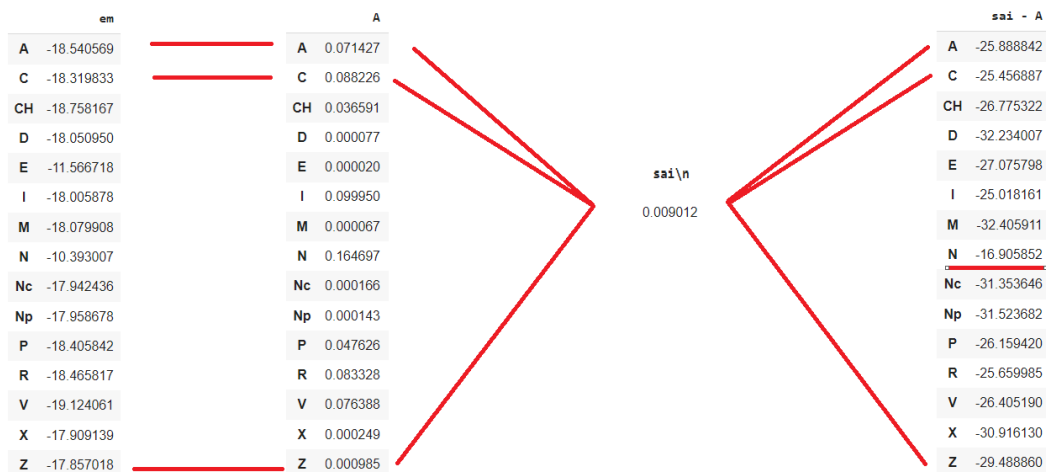 em A sai - A
A -18.540569 A 0.071427 A -25.888842
C -18.319833 C 0.088226 C -25.456887
CH -18.758167 CH 0.036591 CH -26.775322
D -18.050950 D 0.000077 D -32.234007
E -11.566718 E 0.000020 E -27.075798
sai\n
I -18.005878 I 0.099950 I -25.018161
0.009012
M -18.079908 M 0.000067 M -32.405911
N -10.393007 N 0.164697 N -16.905852
Nc -17.942436 Nc 0.000166 Nc -31.353646
Np -17.958678 Np 0.000143 Np -31.523682
P -18.405842 P 0.047626 P -26.159420
R -18.465817 R 0.083328 R -25.659985
V -19.124061 V 0.076388 V -26.405190
X -17.909139 X 0.000249 X -30.916130
Z -17.857018 Z 0.000985 Z -29.488860